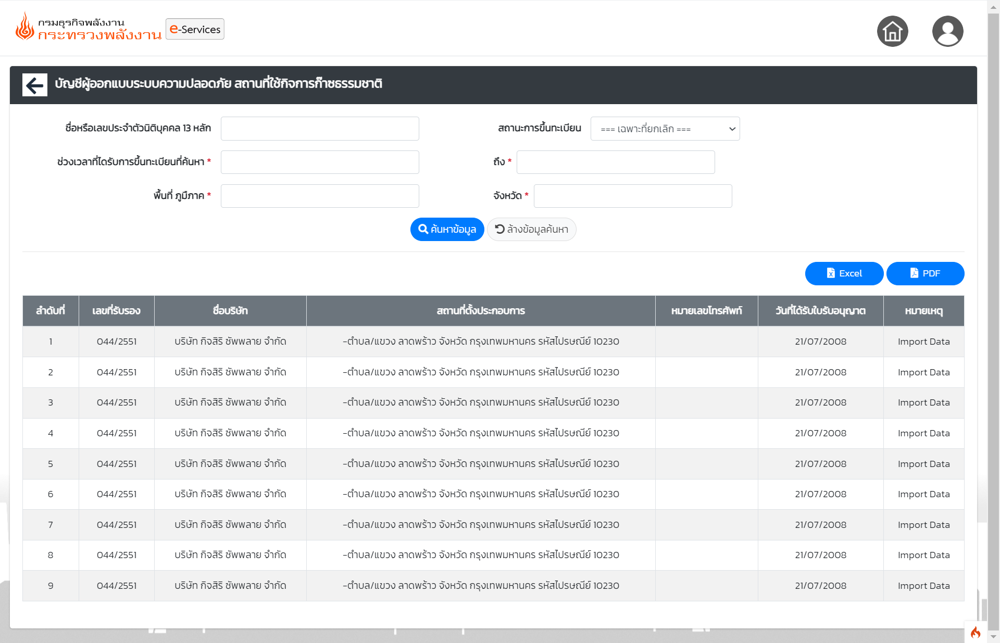 กรมธุรกิจพลังงาน
กระทรวงพลังงาน
e-Services
บัญชีผู้ออกแบบระบบความปลอดภัย สถานที่ใช้กิจการก๊าซธรรมชาติ
ชื่อหรือเลขประจำตัวนิติบุคคล 13 หลัก
สถานะการขึ้นทะเบียน === เฉพาะที่ยกเลิก ===
ช่วงเวลาที่ไดรับการขึ้นทะเบียนที่ค้นหา * ถึง *
พื้นที่ ภูมิภาค * จังหวัด *
ค้นหาข้อมูล ล้างข้อมูลค้นหา
Excel PDF
ลำดับที่ เลขที่รับรอง ชื่อบริษัท สถานที่ตั้งประกอบการ หมายเลขโทรศัพท์ วันที่ได้รับใบรับอนุญาต หมายเหตุ
1 044/2551 บริษัท กิจสิริ ซัพพลาย จำกัด -ตำบล/แขวง ลาดพร้าว จังหวัด กรุงเทพมหานคร รหัสไปรษณีย์ 10230 21/07/2008 Import Data
2 044/2551 บริษัท กิจสิริ ซัพพลาย จำกัด -ตำบล/แขวง ลาดพร้าว จังหวัด กรุงเทพมหานคร รหัสไปรษณีย์ 10230 21/07/2008 Import Data
3 044/2551 บริษัท กิจสิริ ซัพพลาย จำกัด -ตำบล/แขวง ลาดพร้าว จังหวัด กรุงเทพมหานคร รหัสไปรษณีย์ 10230 21/07/2008 Import Data
4 044/2551 บริษัท กิจสิริ ซัพพลาย จำกัด -ตำบล/แขวง ลาดพร้าว จังหวัด กรุงเทพมหานคร รหัสไปรษณีย์ 10230 21/07/2008 Import Data
5 044/2551 บริษัท กิจสิริ ซัพพลาย จำกัด -ตำบล/แขวง ลาดพร้าว จังหวัด กรุงเทพมหานคร รหัสไปรษณีย์ 10230 21/07/2008 Import Data
6 044/2551 บริษัท กิจสิริ ซัพพลาย จำกัด -ตำบล/แขวง ลาดพร้าว จังหวัด กรุงเทพมหานคร รหัสไปรษณีย์ 10230 21/07/2008 Import Data
7 044/2551 บริษัท กิจสิริ ซัพพลาย จำกัด -ตำบล/แขวง ลาดพร้าว จังหวัด กรุงเทพมหานคร รหัสไปรษณีย์ 10230 21/07/2008 Import Data
8 044/2551 บริษัท กิจสิริ ซัพพลาย จำกัด -ตำบล/แขวง ลาดพร้าว จังหวัด กรุงเทพมหานคร รหัสไปรษณีย์ 10230 21/07/2008 Import Data
9 044/2551 บริษัท กิจสิริ ซัพพลาย จำกัด -ตำบล/แขวง ลาดพร้าว จังหวัด กรุงเทพมหานคร รหัสไปรษณีย์ 10230 21/07/2008 Import Data